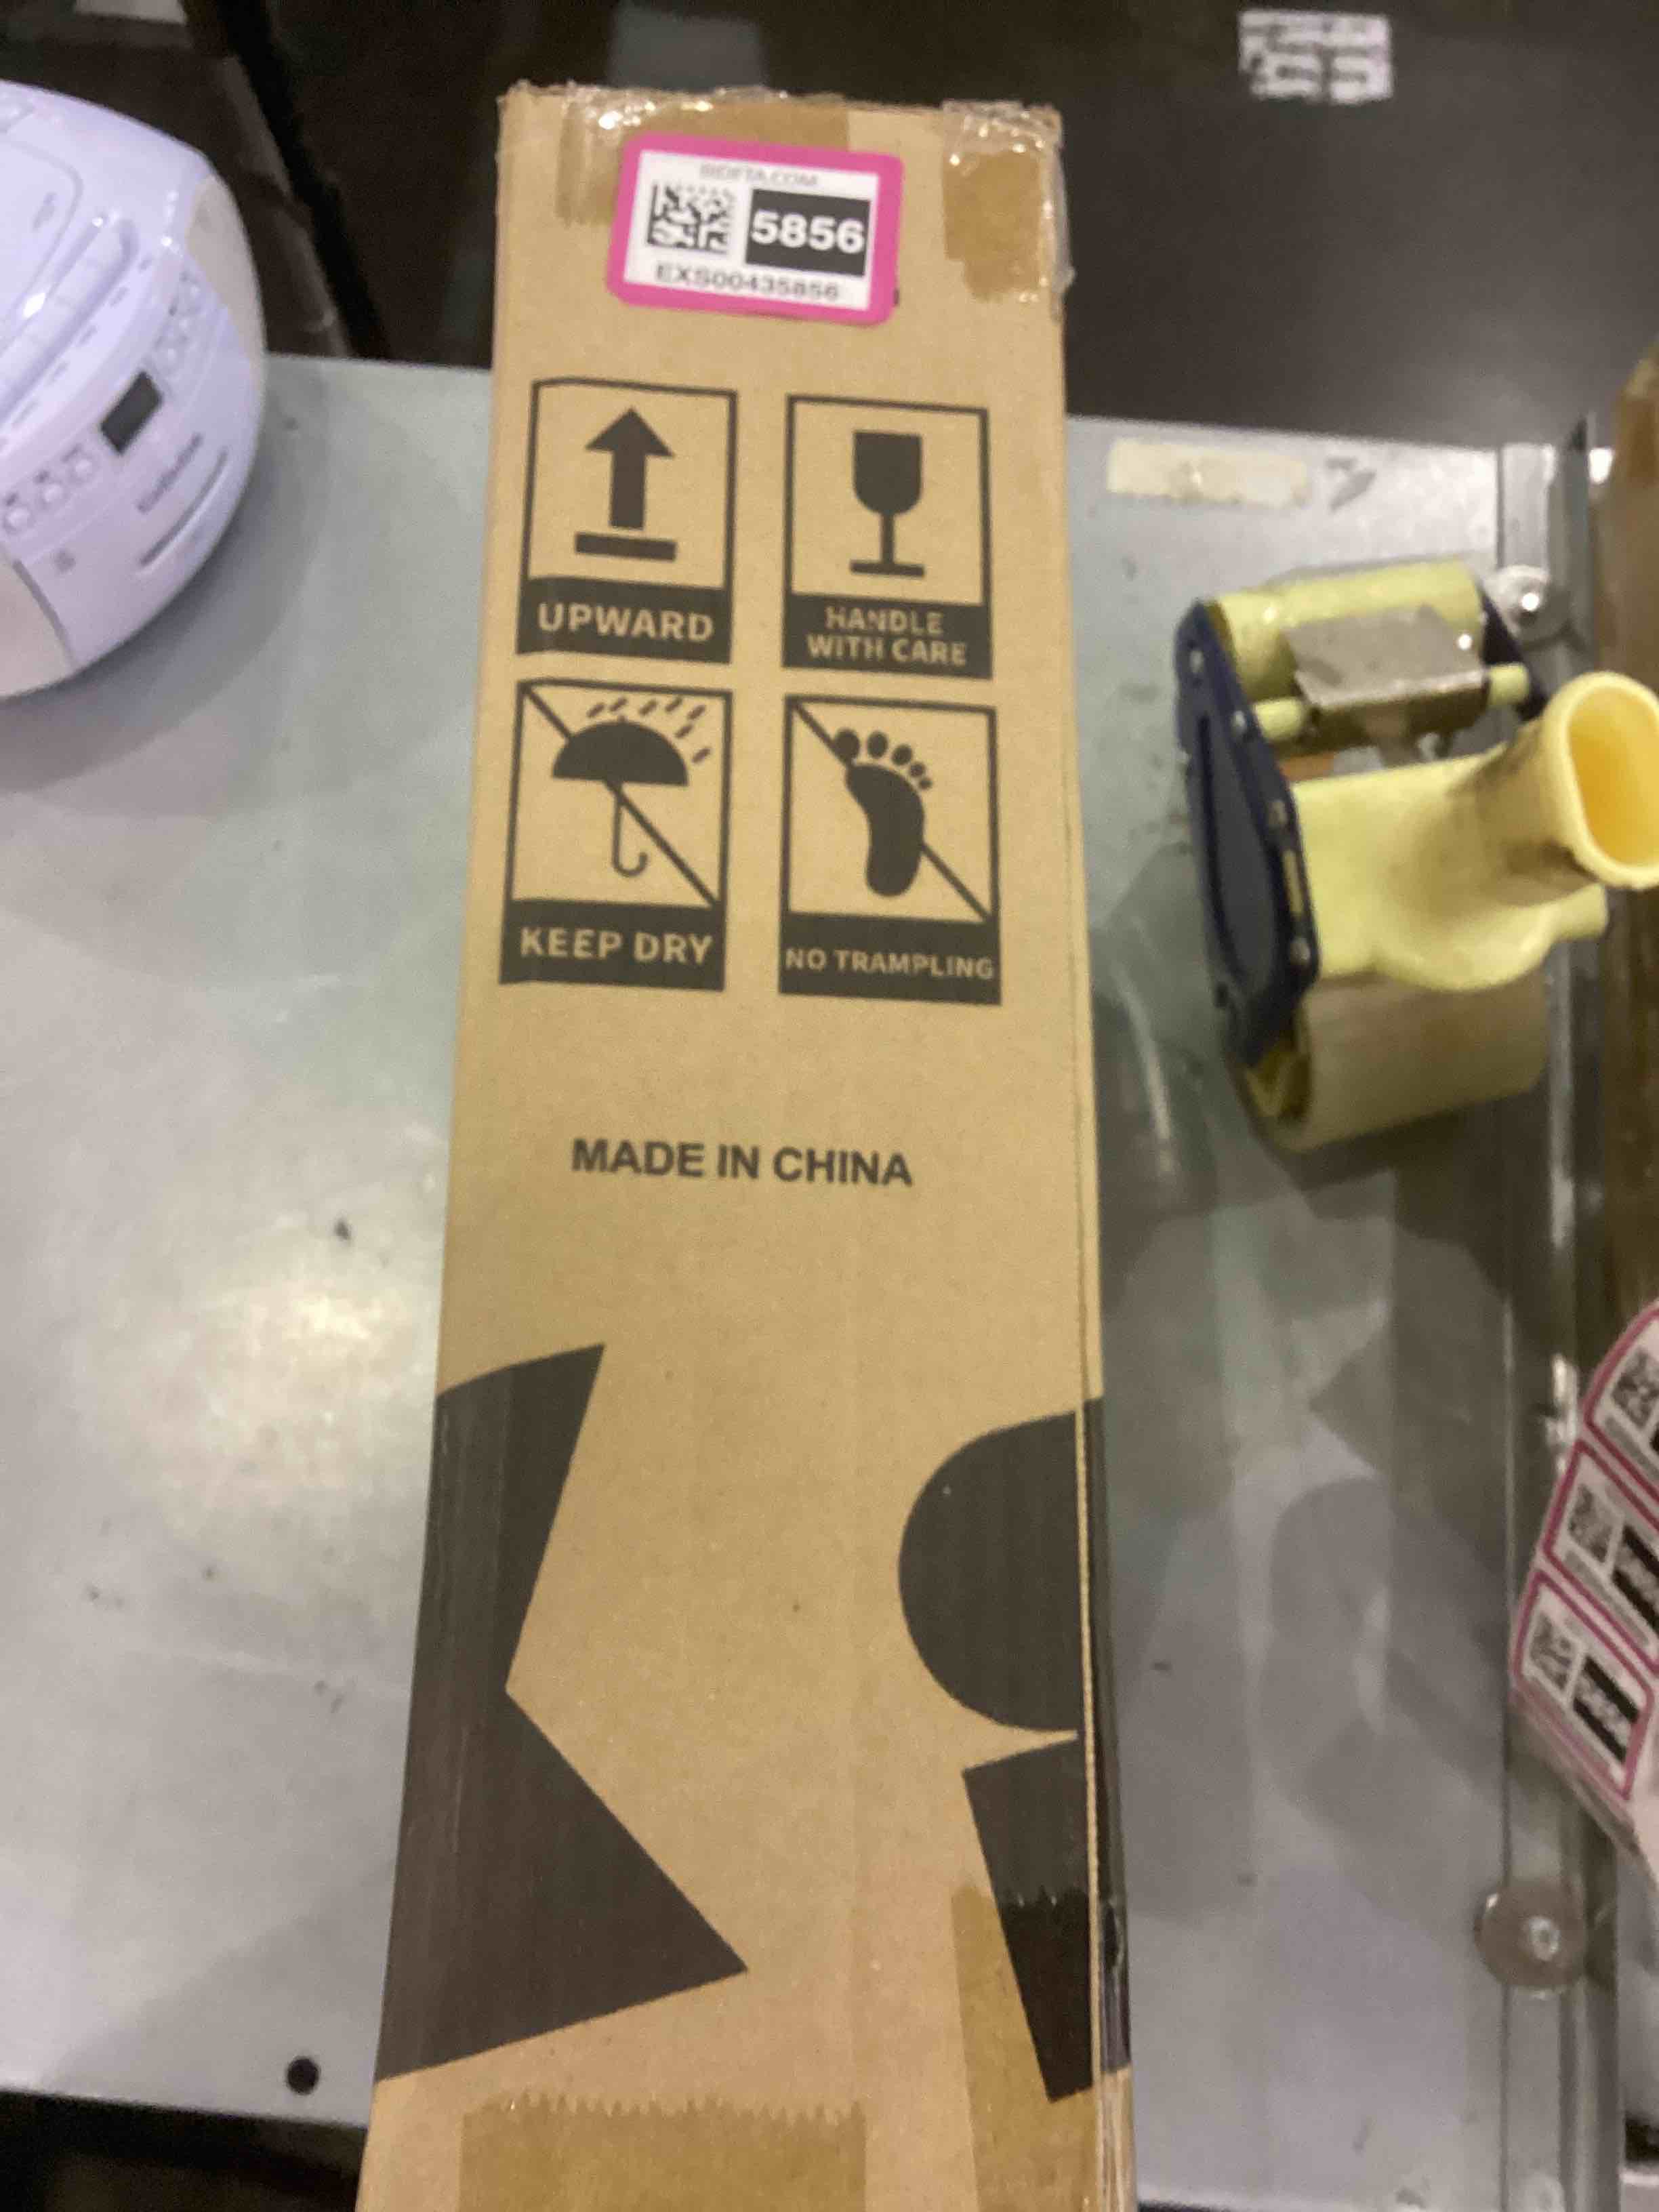 BIDFTA.COM
5856
EXS00435856
UPWARD
HANDLE
WITH CARE
KEEP DRY
NO TRAMPLING
MADE IN CHINA